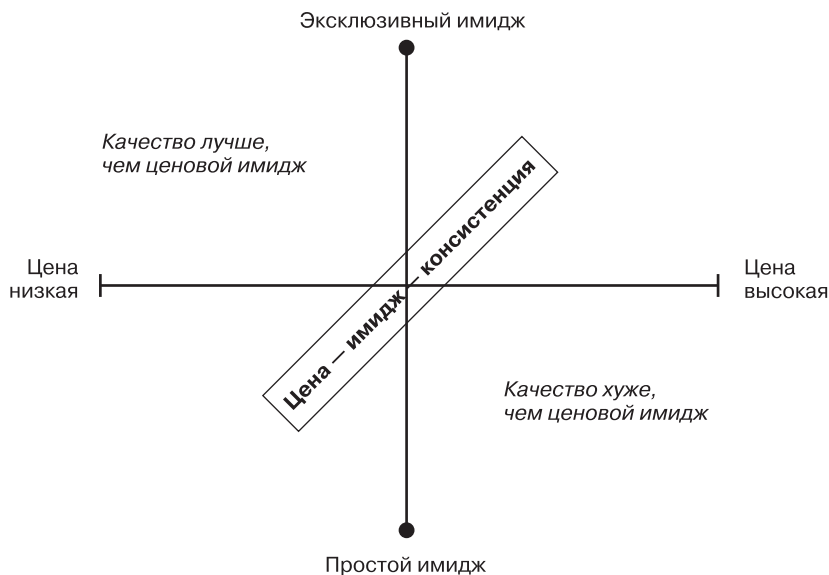 Эксклюзивный имидж
Качество лучше,
чем ценовой имидж
Цена — имидж — консистенция
Цена
низкая
Цена
высокая
Качество хуже,
чем ценовой имидж
Простой имидж